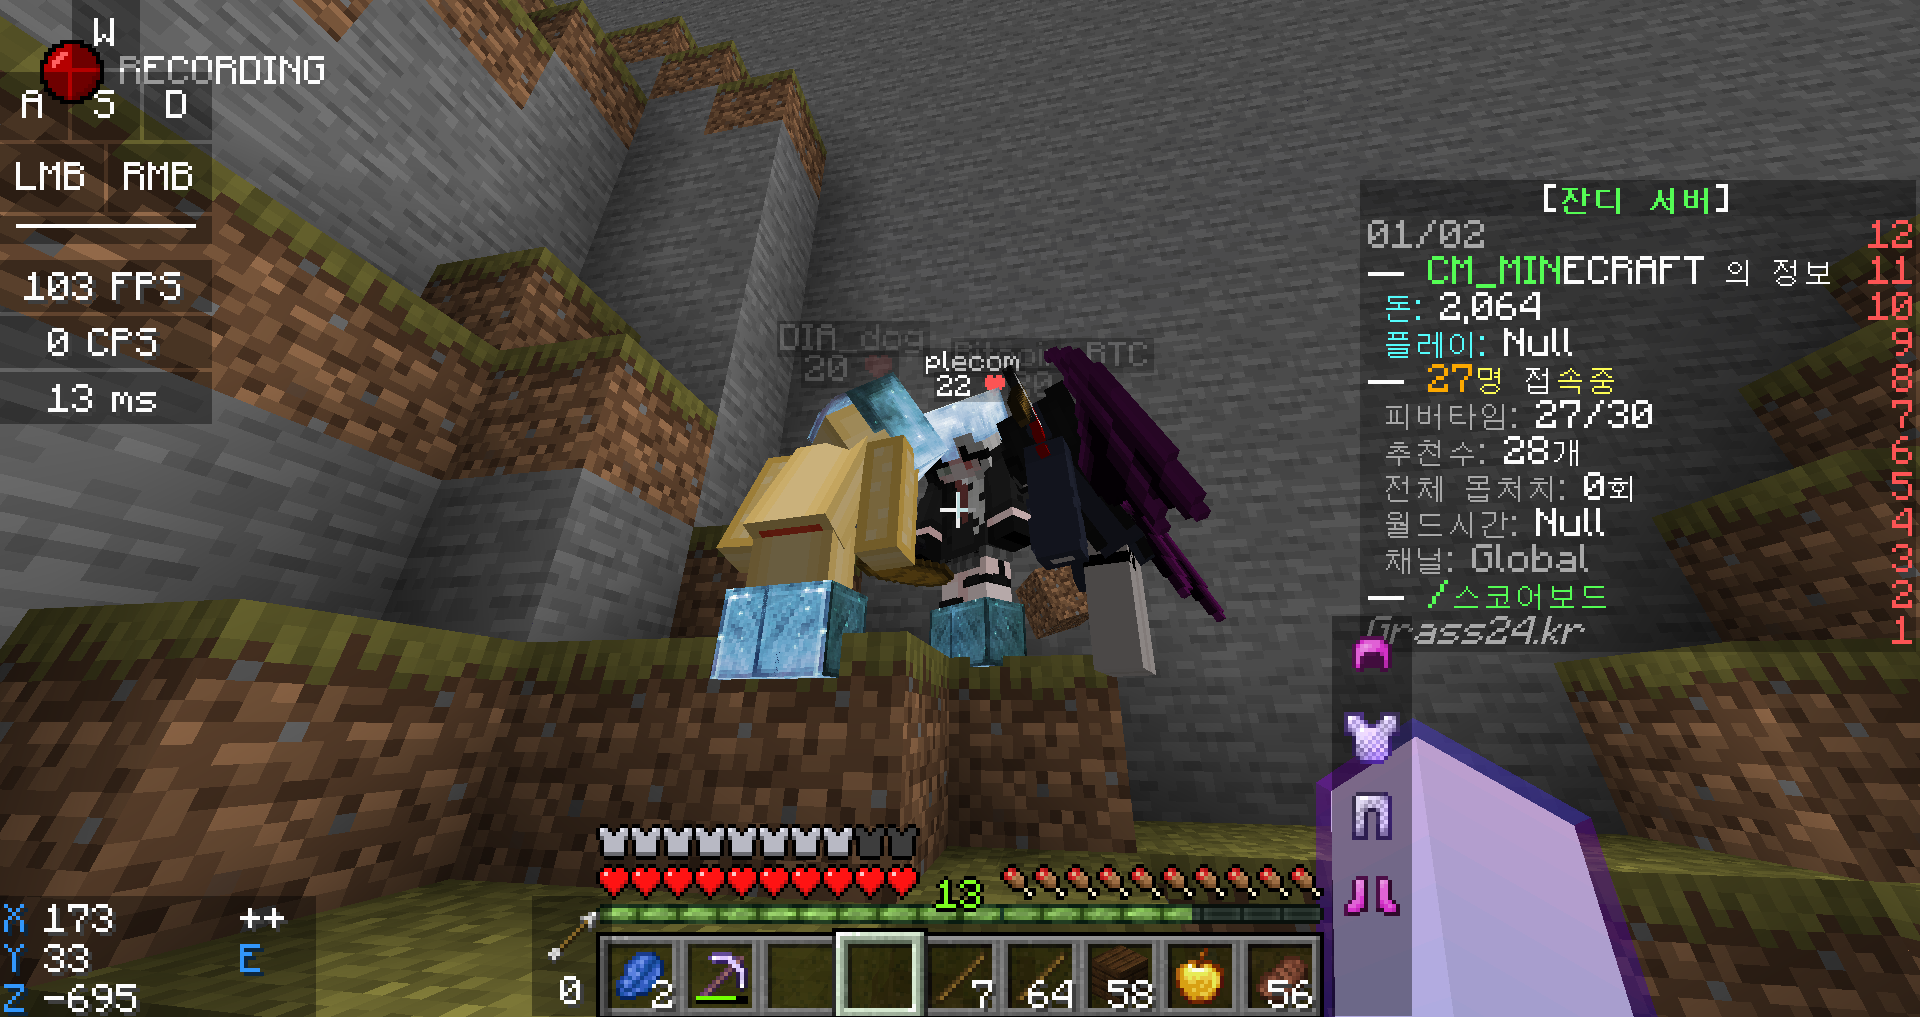 W
RECORDING
A S D
LMB RMB
103 FPS
0 CPS
13 ms
DIA_dog
20
plecom
22
BTC
[잔디 서버]
01/02 12
CM_MINECRAFT 의 정보 11
돈: 2,064 10
플레이: Null 9
27명 접속중 8
피버타임: 27/30 7
추천수: 28개 6
전체 몹처치: 0회 5
월드시간: Null 4
채널: Global 3
/스코어보드 2
Grass24.kr 1
13
X 173 ++
Y 33 E
Z -695
0 2 7 64 58 56